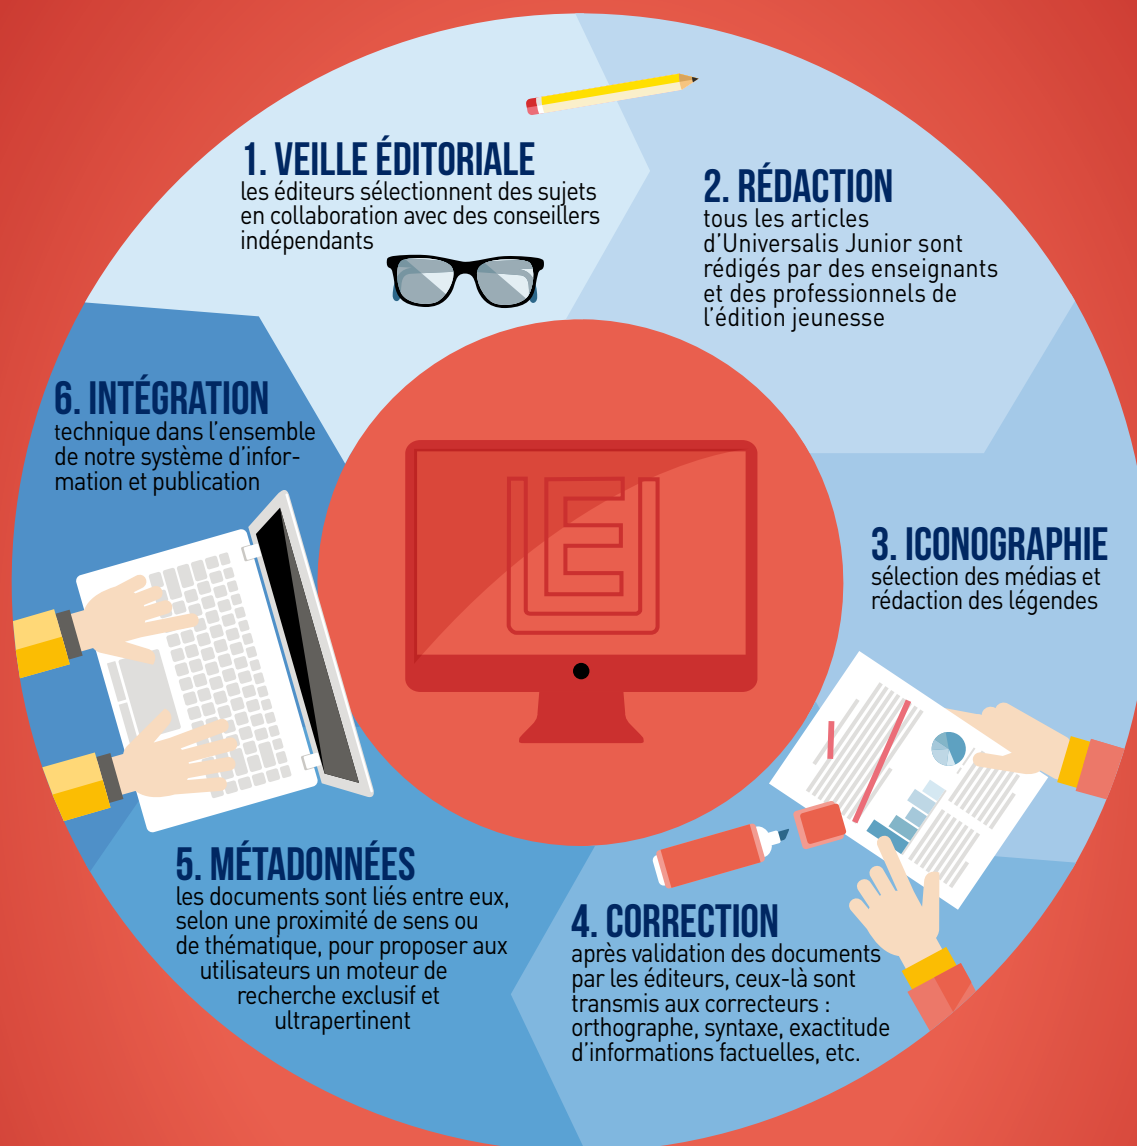 1. VEILLE ÉDITORIALE
les éditeurs sélectionnent des sujets
en collaboration avec des conseillers
indépendants
2. RÉDACTION
tous les articles
d’Universalis Junior sont
rédigés par des enseignants
et des professionnels de
l’édition jeunesse
3. ICONOGRAPHIE
sélection des médias et
rédaction des légendes
4. CORRECTION
après validation des documents
par les éditeurs, ceux-là sont
transmis aux correcteurs :
orthographe, syntaxe, exactitude
d’informations factuelles, etc.
5. MÉTADONNÉES
les documents sont liés entre eux,
selon une proximité de sens ou
de thématique, pour proposer aux
utilisateurs un moteur de
recherche exclusif et
ultrapertinent
6. INTÉGRATION
technique dans l’ensemble
de notre système d’infor-
mation et publication